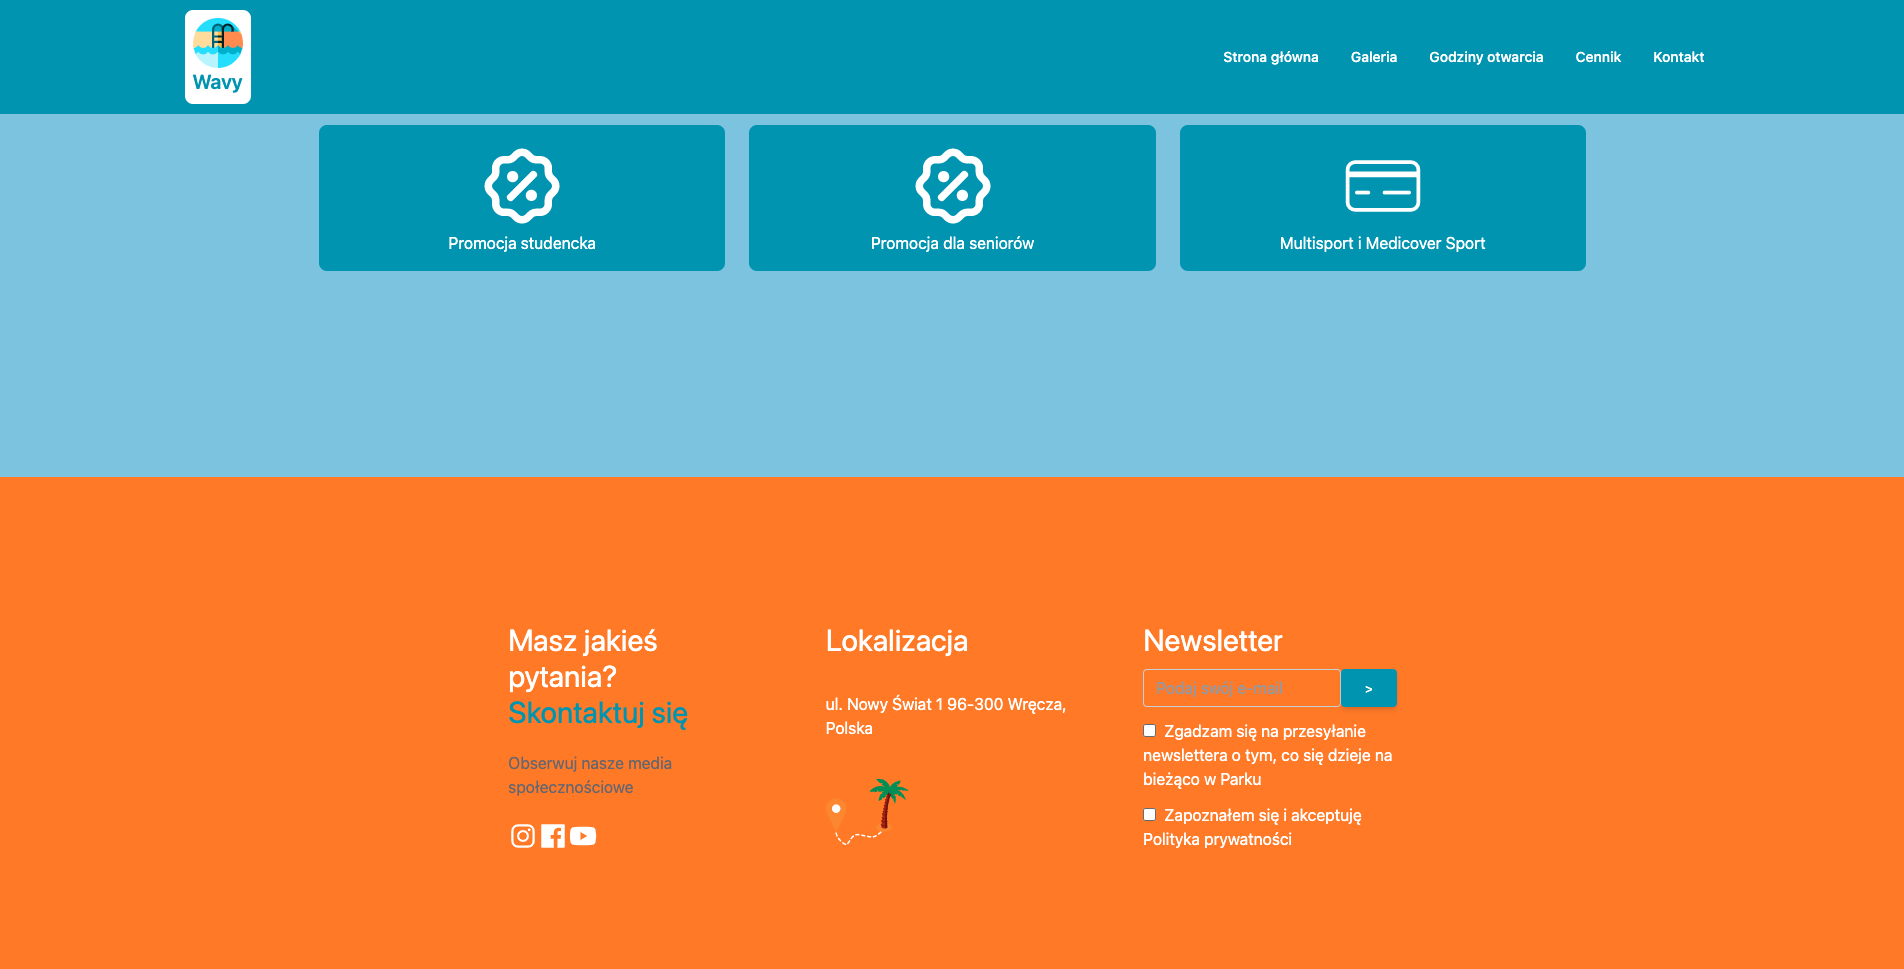 Wavy
Strona główna
Galeria
Godziny otwarcia
Cennik
Kontakt
Promocja studencka
Promocja dla seniorów
Multisport i Medicover Sport
Masz jakieś
pytania?
Skontaktuj się
Obserwuj nasze media
społecznościowe
Lokalizacja
ul. Nowy Świat 1 96-300 Wręcza,
Polska
Newsletter
Podaj swój e-mail
>
Zgadzam się na przesyłanie
newslettera o tym, co się dzieje na
bieżąco w Parku
Zapoznałem się i akceptuję
Polityka prywatności